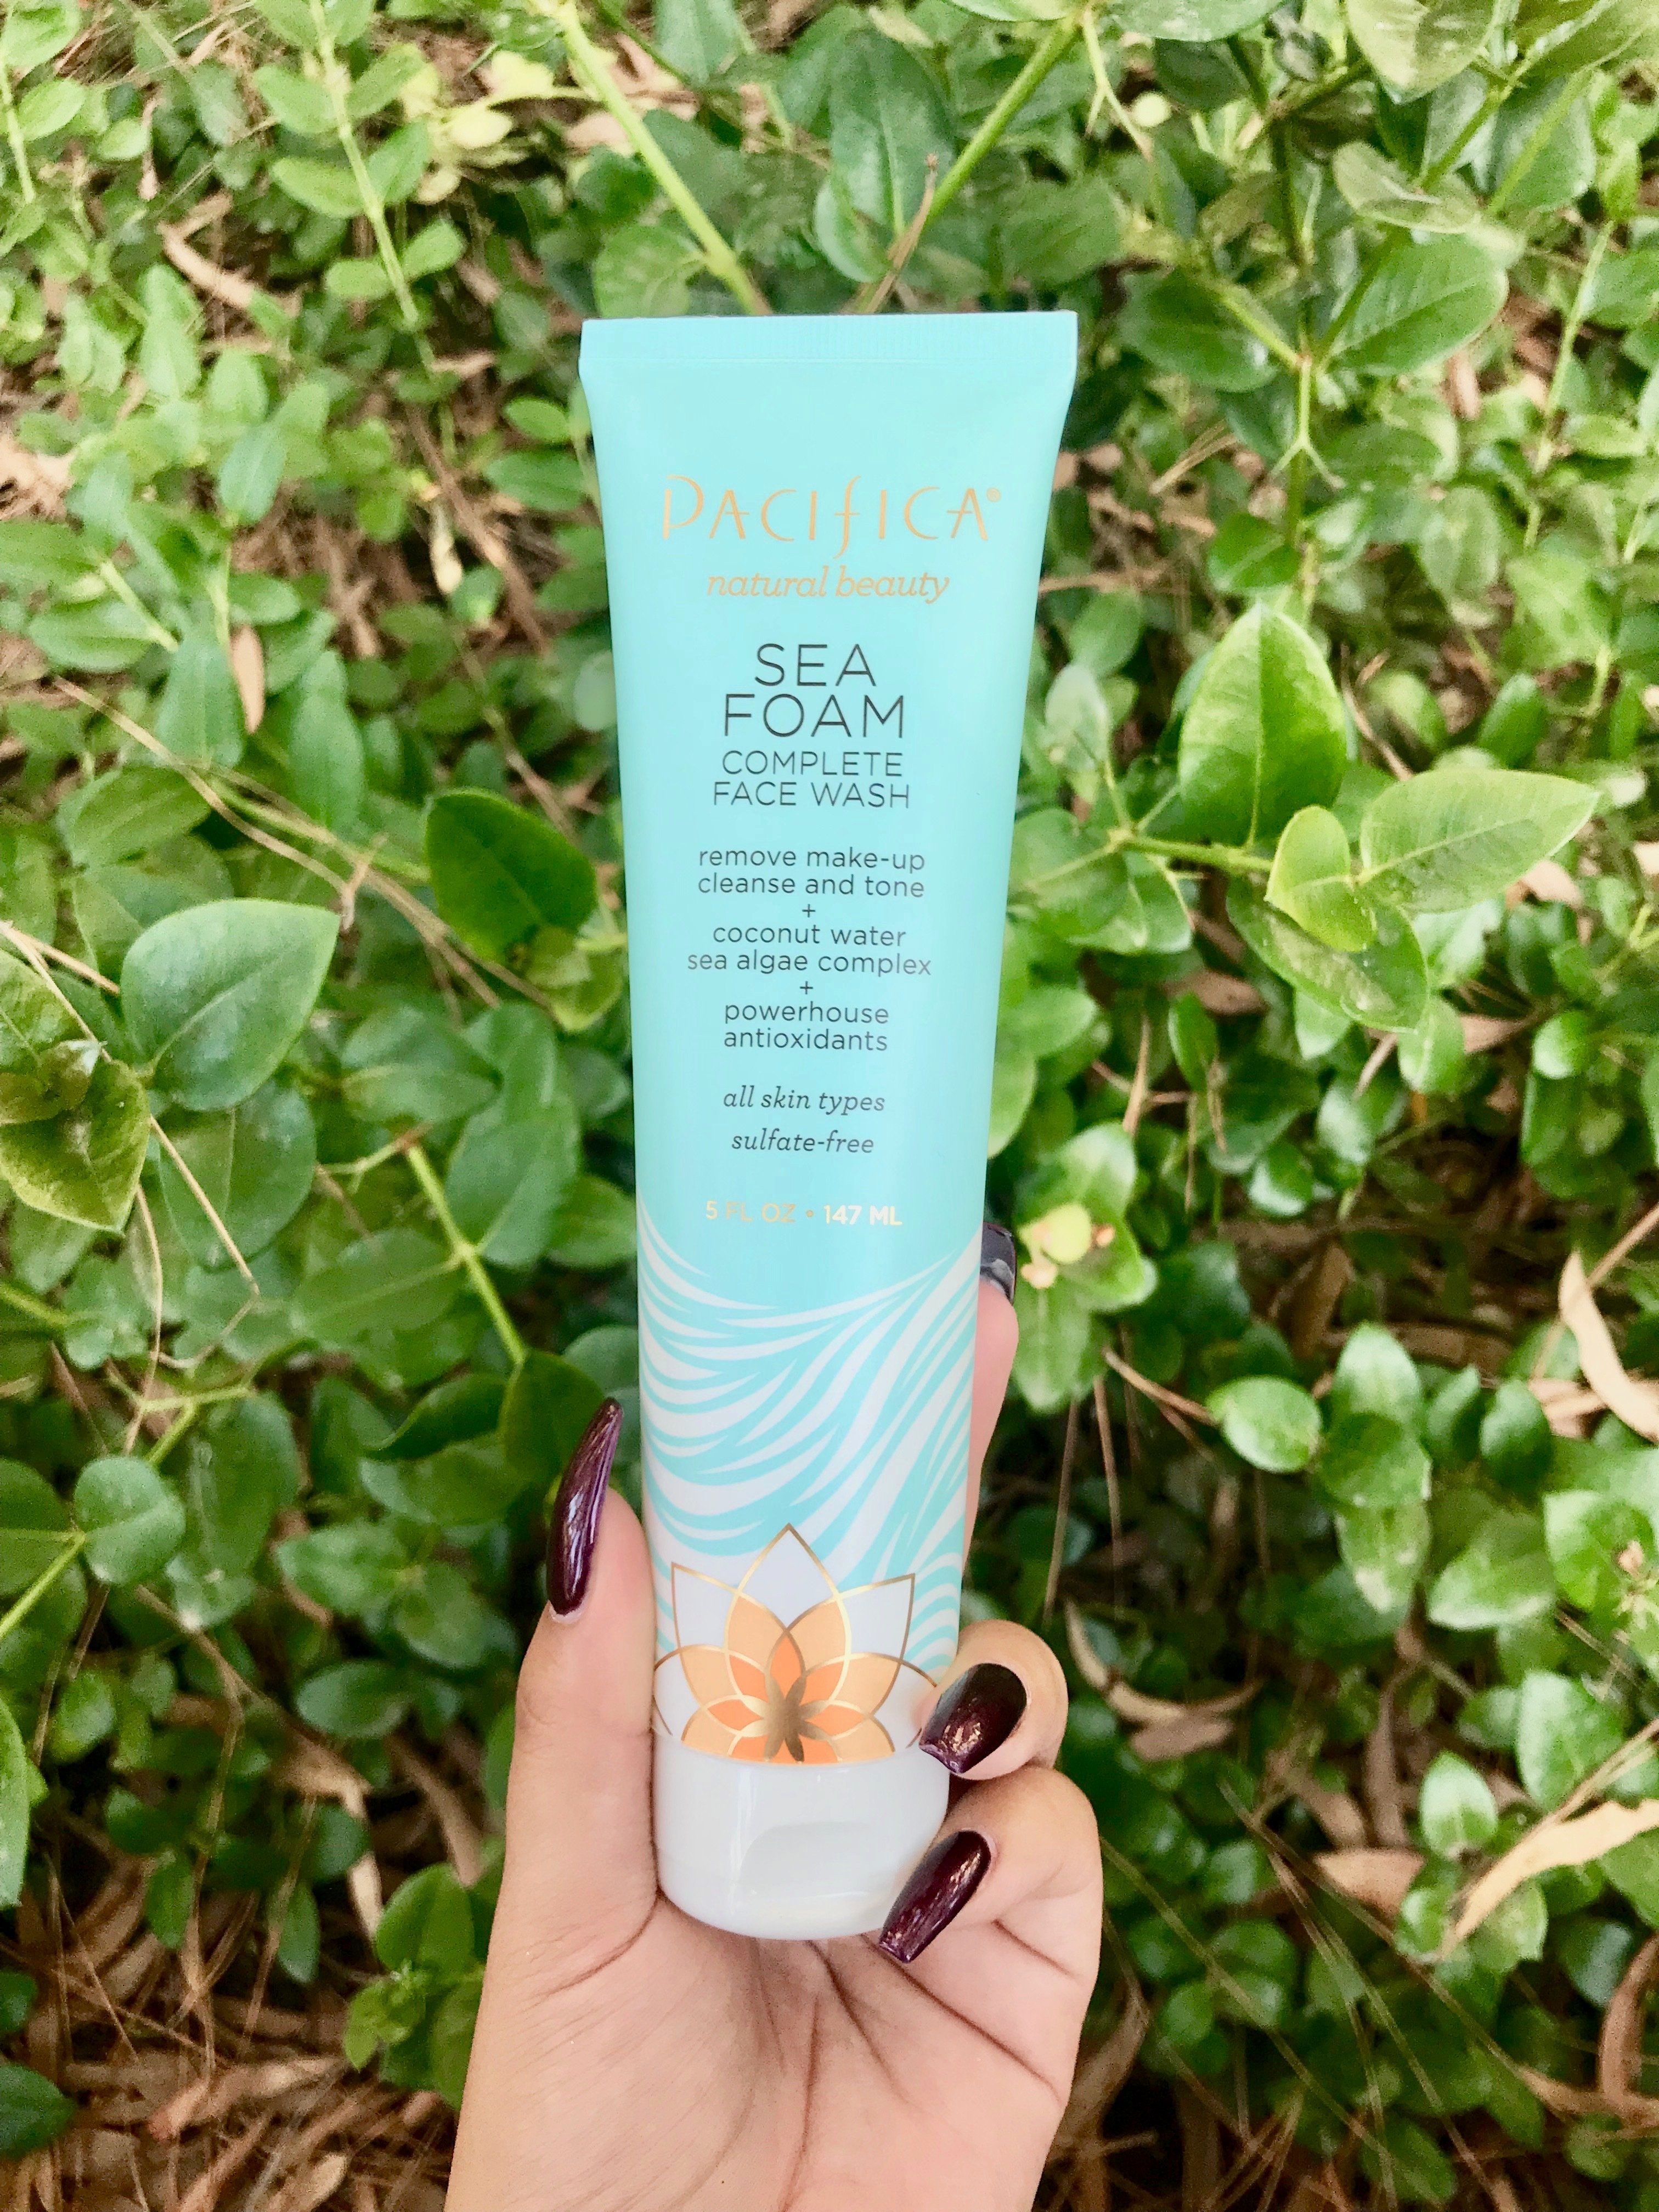 PACIFICA®
natural beauty
SEA
FOAM
COMPLETE
FACE WASH
remove make-up
cleanse and tone
+
coconut water
sea algae complex
+
powerhouse
antioxidants
all skin types
sulfate-free
5 FL OZ • 147 ML